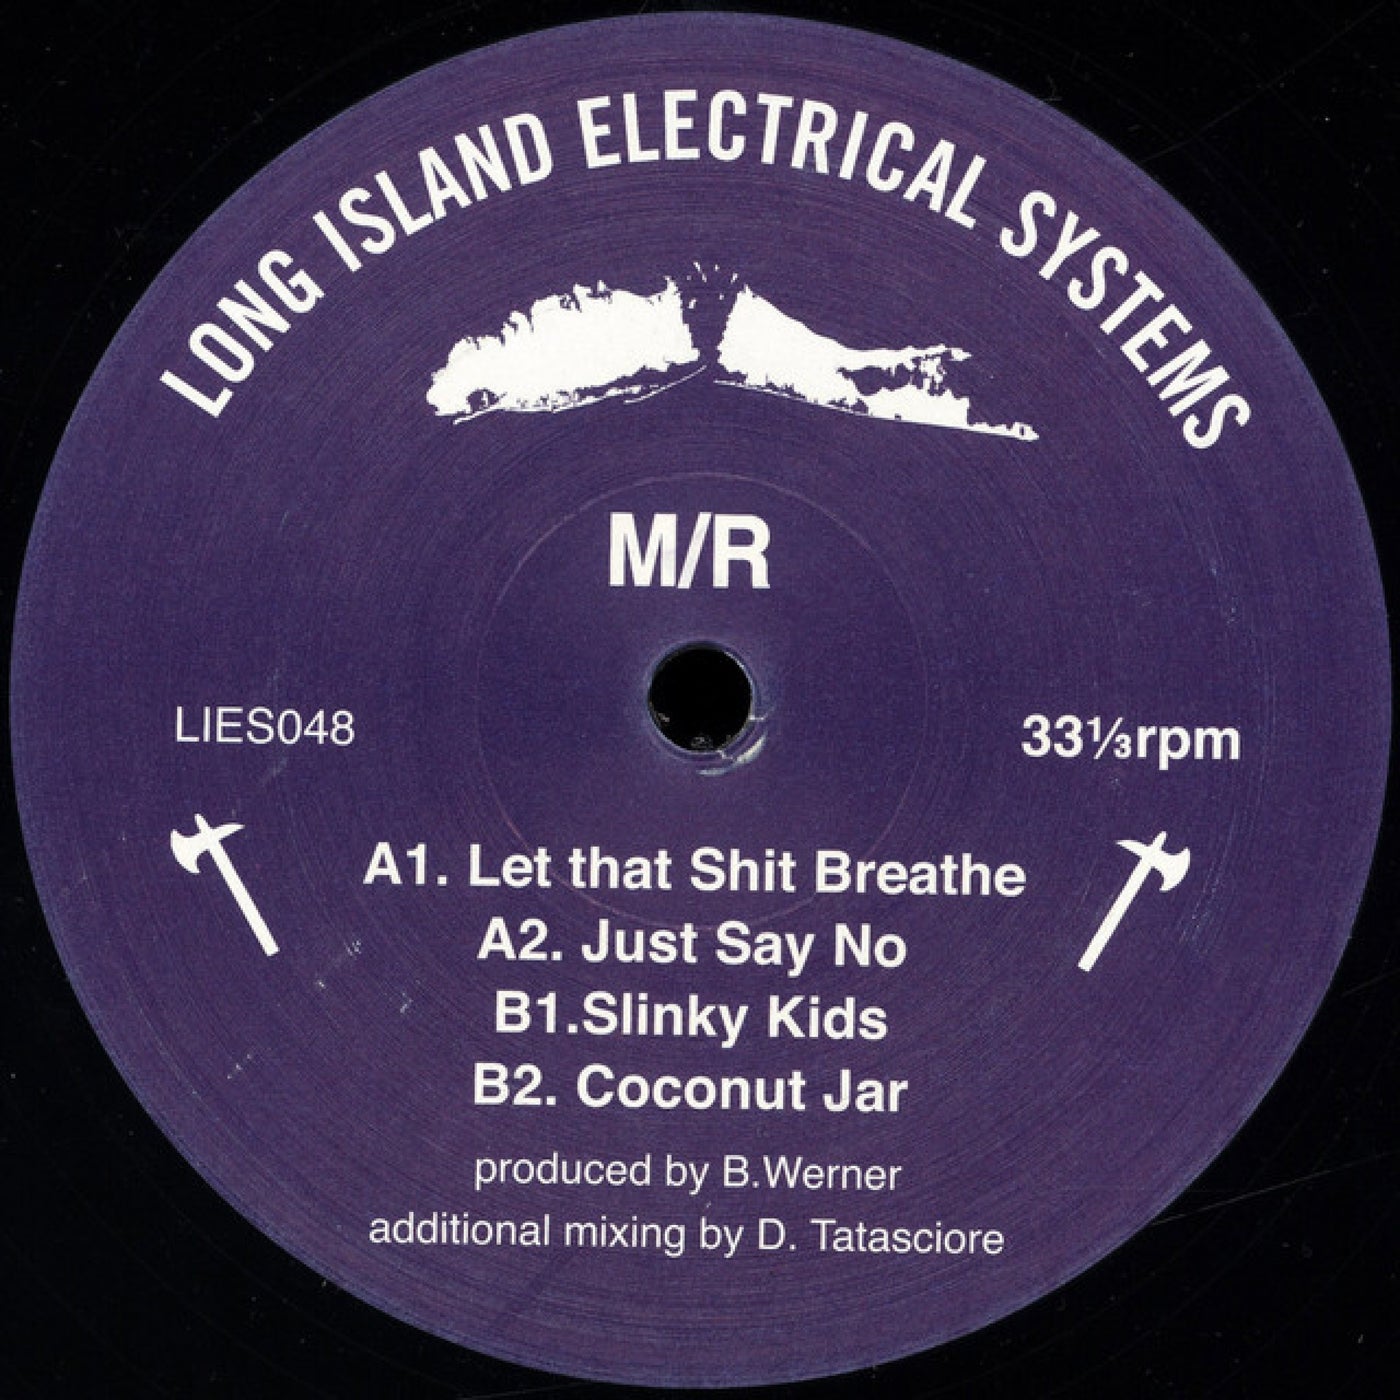 LONG ISLAND ELECTRICAL SYSTEMS
M/R
LIES048
33⅓rpm
A1. Let that Shit Breathe
A2. Just Say No
B1.Slinky Kids
B2. Coconut Jar
produced by B.Werner
additional mixing by D. Tatasciore